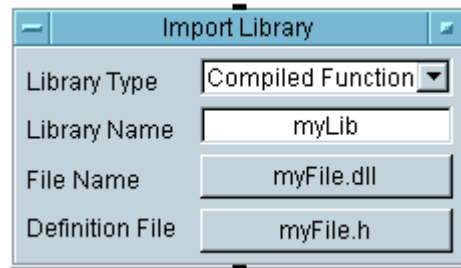 Import Library
Library Type Compiled Function
Library Name myLib
File Name myFile.dll
Definition File myFile.h